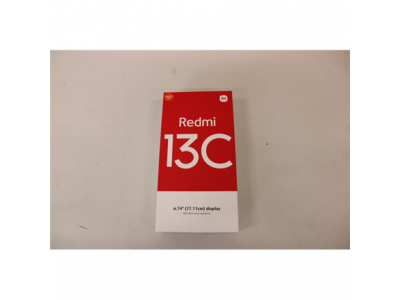 Redmi
13C
6.74" (17.11cm) display